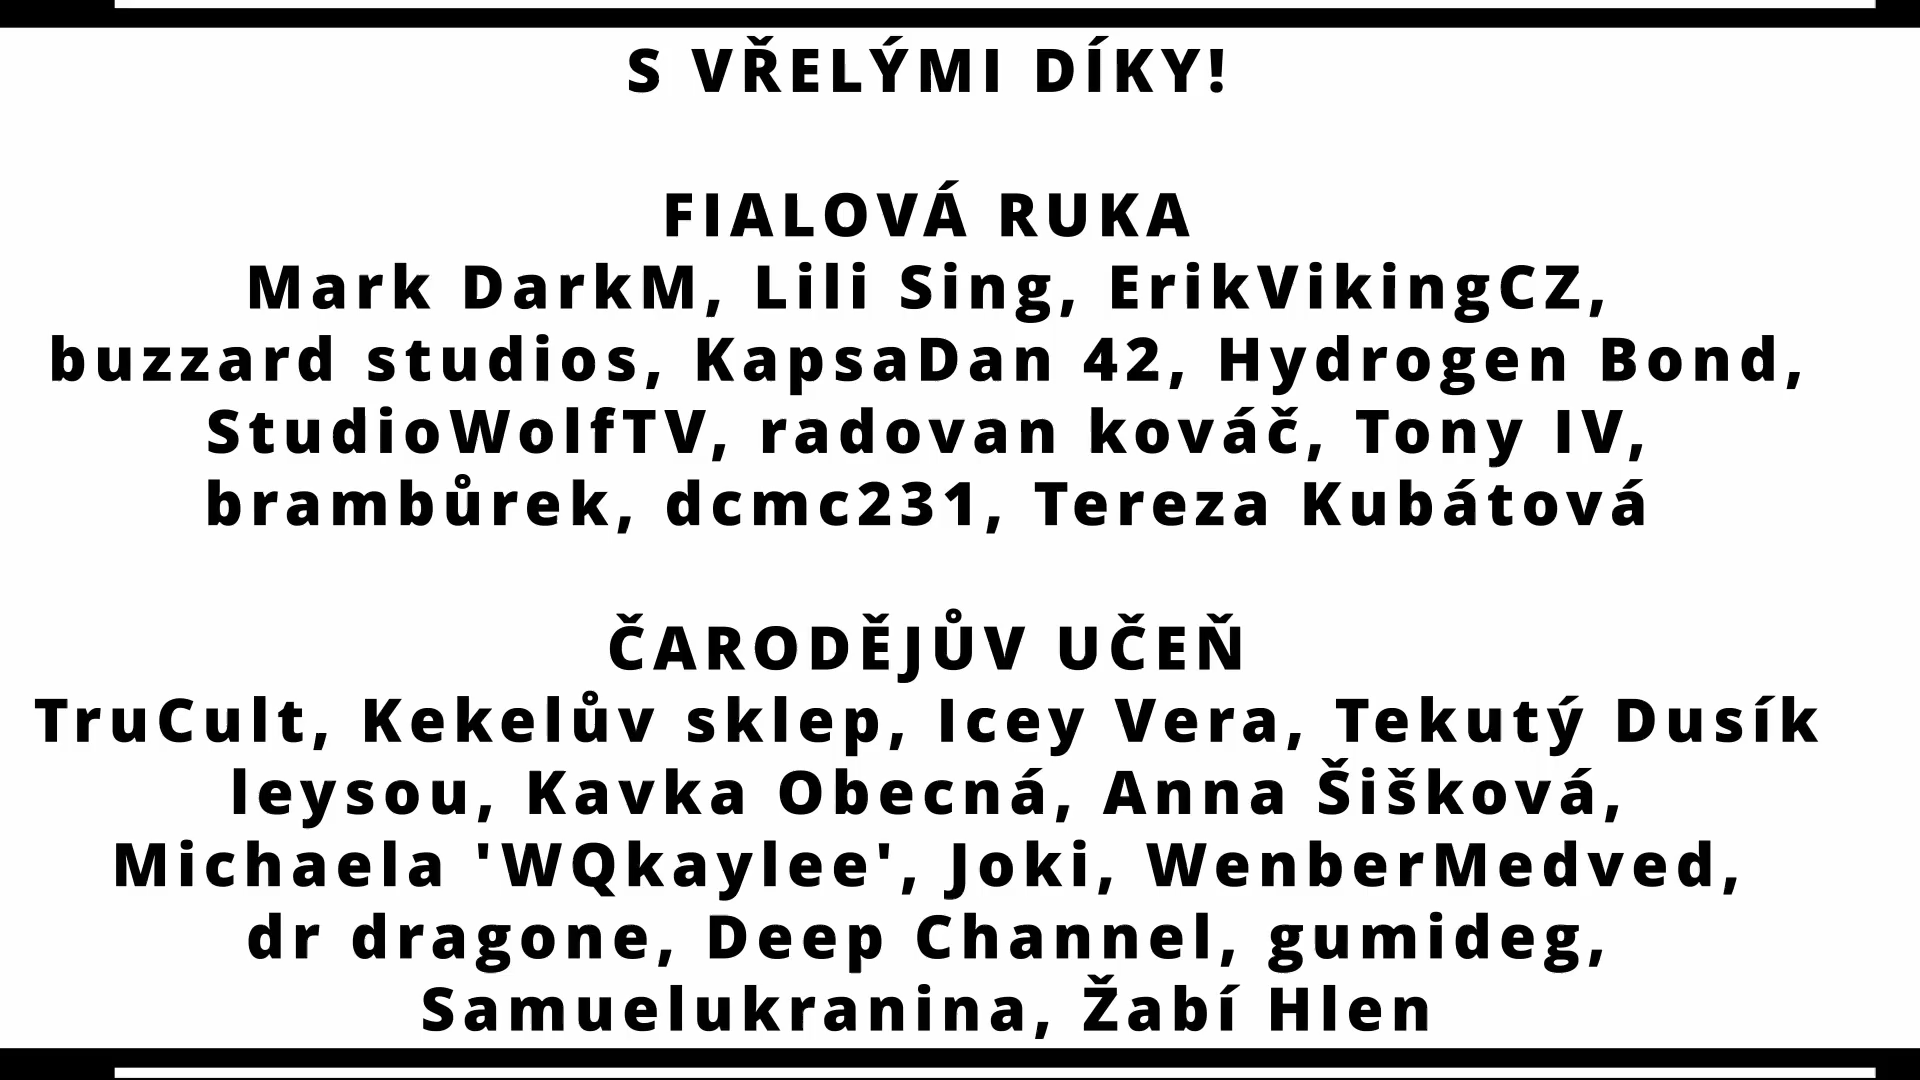 S VŘELÝMI DÍKY!
FIALOVÁ RUKA
Mark DarkM, Lili Sing, ErikVikingCZ,
buzzard studios, KapsaDan 42, Hydrogen Bond,
StudioWolfTV, radovan kováč, Tony IV,
brambůrek, dcmc231, Tereza Kubátová
ČARODĚJŮV UČEŇ
TruCult, Kekelův sklep, Icey Vera, Tekutý Dusík
leysou, Kavka Obecná, Anna Šišková,
Michaela 'WQkaylee', Joki, WenberMedved,
dr dragone, Deep Channel, gumideg,
Samuelukranina, Žabí Hlen